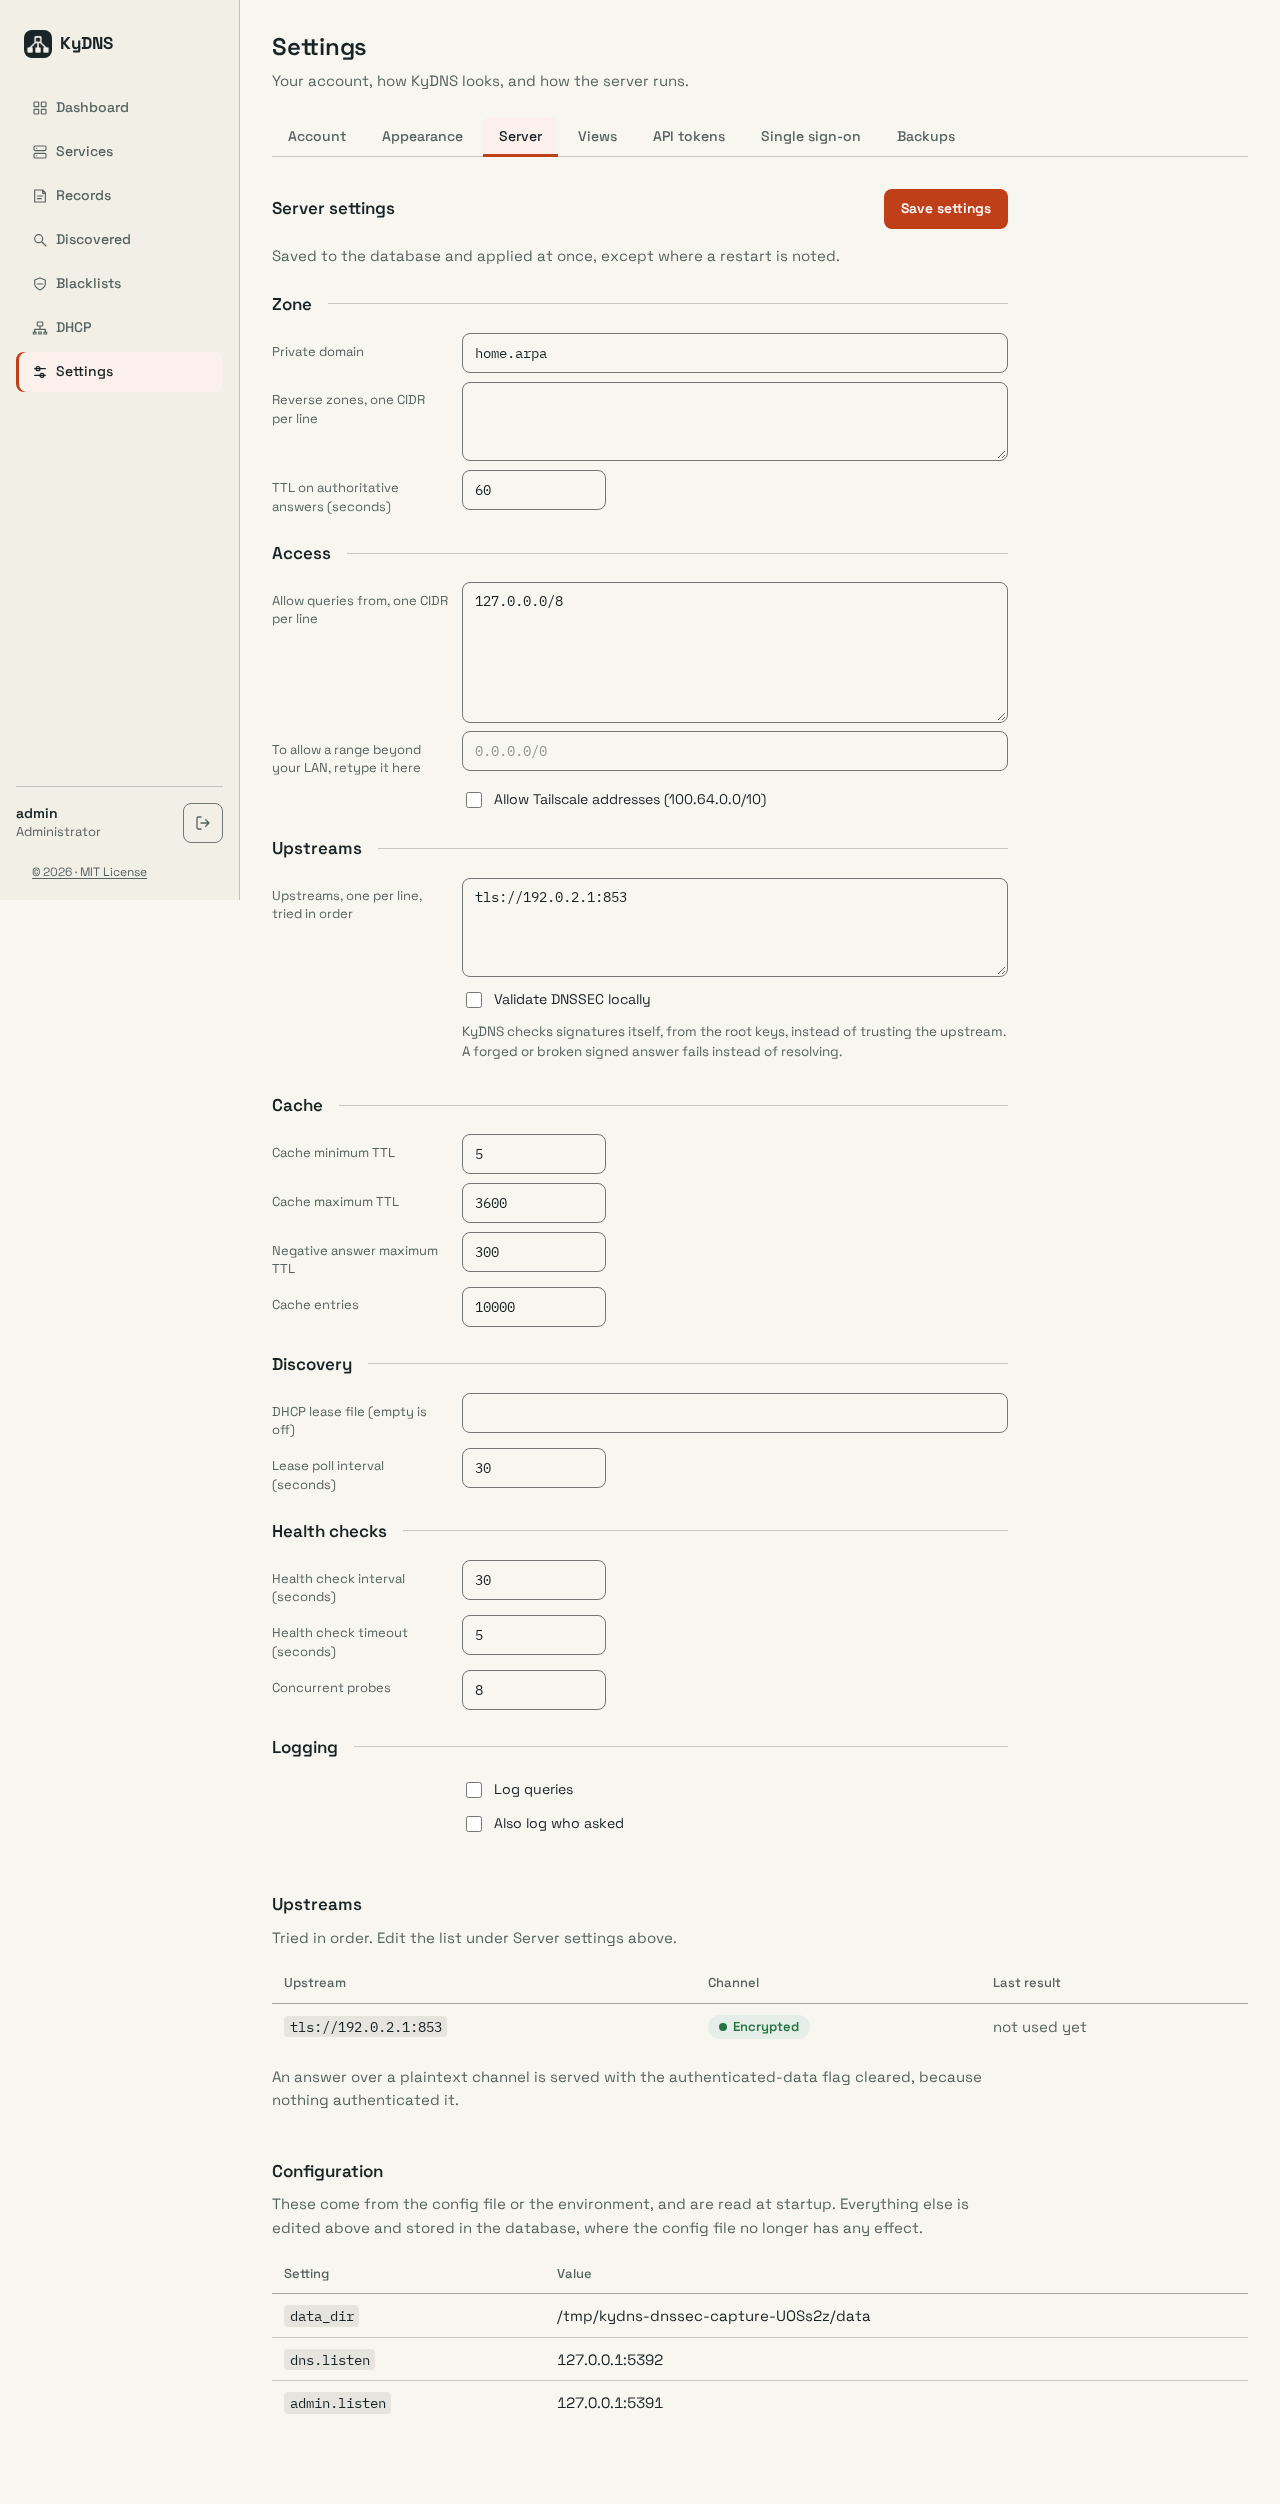 KyDNS
Dashboard
Services
Records
Discovered
Blacklists
DHCP
Settings
admin
Administrator
© 2026 · MIT License
Settings
Your account, how KyDNS looks, and how the server runs.
Account Appearance Server Views API tokens Single sign-on Backups
Server settings
Save settings
Saved to the database and applied at once, except where a restart is noted.
Zone
Private domain
home.arpa
Reverse zones, one CIDR
per line
TTL on authoritative
answers (seconds)
60
Access
Allow queries from, one CIDR
per line
127.0.0.0/8
To allow a range beyond
your LAN, retype it here
0.0.0.0/0
Allow Tailscale addresses (100.64.0.0/10)
Upstreams
Upstreams, one per line,
tried in order
tls://192.0.2.1:853
Validate DNSSEC locally
KyDNS checks signatures itself, from the root keys, instead of trusting the upstream.
A forged or broken signed answer fails instead of resolving.
Cache
Cache minimum TTL
5
Cache maximum TTL
3600
Negative answer maximum
TTL
300
Cache entries
10000
Discovery
DHCP lease file (empty is
off)
Lease poll interval
(seconds)
30
Health checks
Health check interval
(seconds)
30
Health check timeout
(seconds)
5
Concurrent probes
8
Logging
Log queries
Also log who asked
Upstreams
Tried in order. Edit the list under Server settings above.
Upstream Channel Last result
tls://192.0.2.1:853 Encrypted not used yet
An answer over a plaintext channel is served with the authenticated-data flag cleared, because
nothing authenticated it.
Configuration
These come from the config file or the environment, and are read at startup. Everything else is
edited above and stored in the database, where the config file no longer has any effect.
Setting Value
data_dir /tmp/kydns-dnssec-capture-UOSs2z/data
dns.listen 127.0.0.1:5392
admin.listen 127.0.0.1:5391